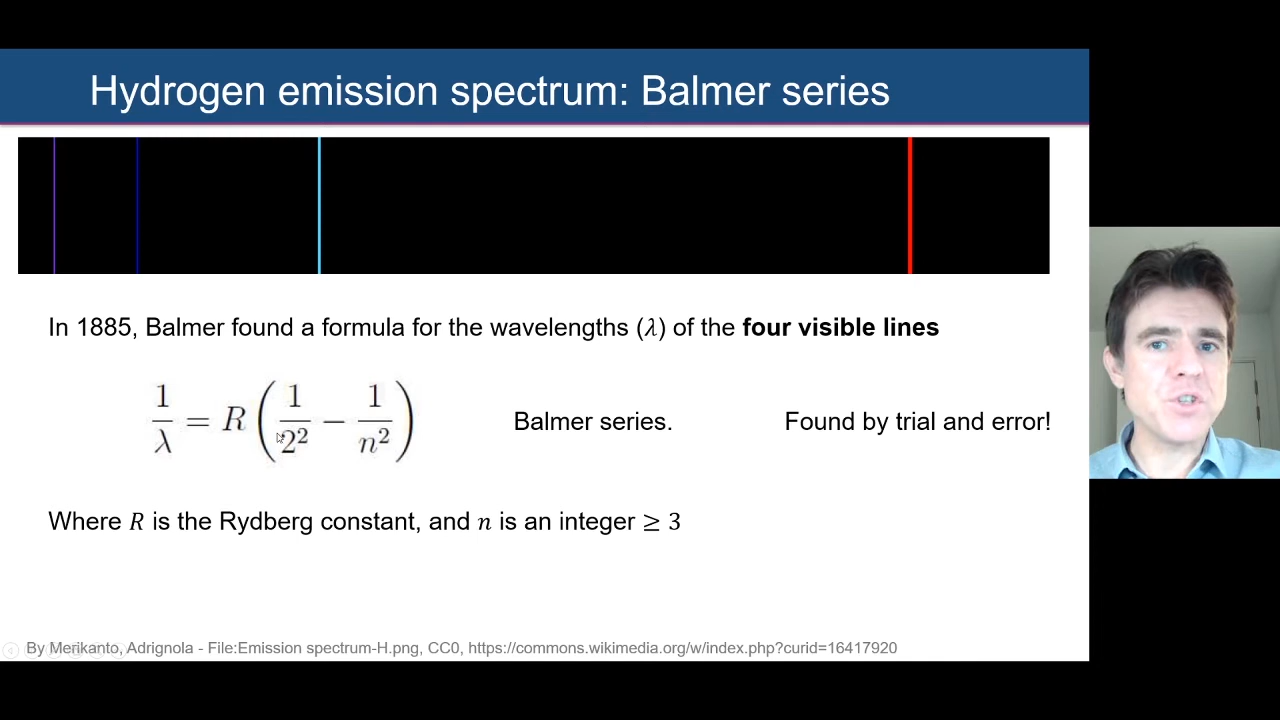 Hydrogen emission spectrum: Balmer series
In 1885, Balmer found a formula for the wavelengths (λ) of the four visible lines
1/λ = R(1/2² − 1/n²)
Balmer series.
Found by trial and error!
Where R is the Rydberg constant, and n is an integer ≥ 3
By Merikanto, Adrignola - File:Emission spectrum-H.png, CC0, https://commons.wikimedia.org/w/index.php?curid=16417920